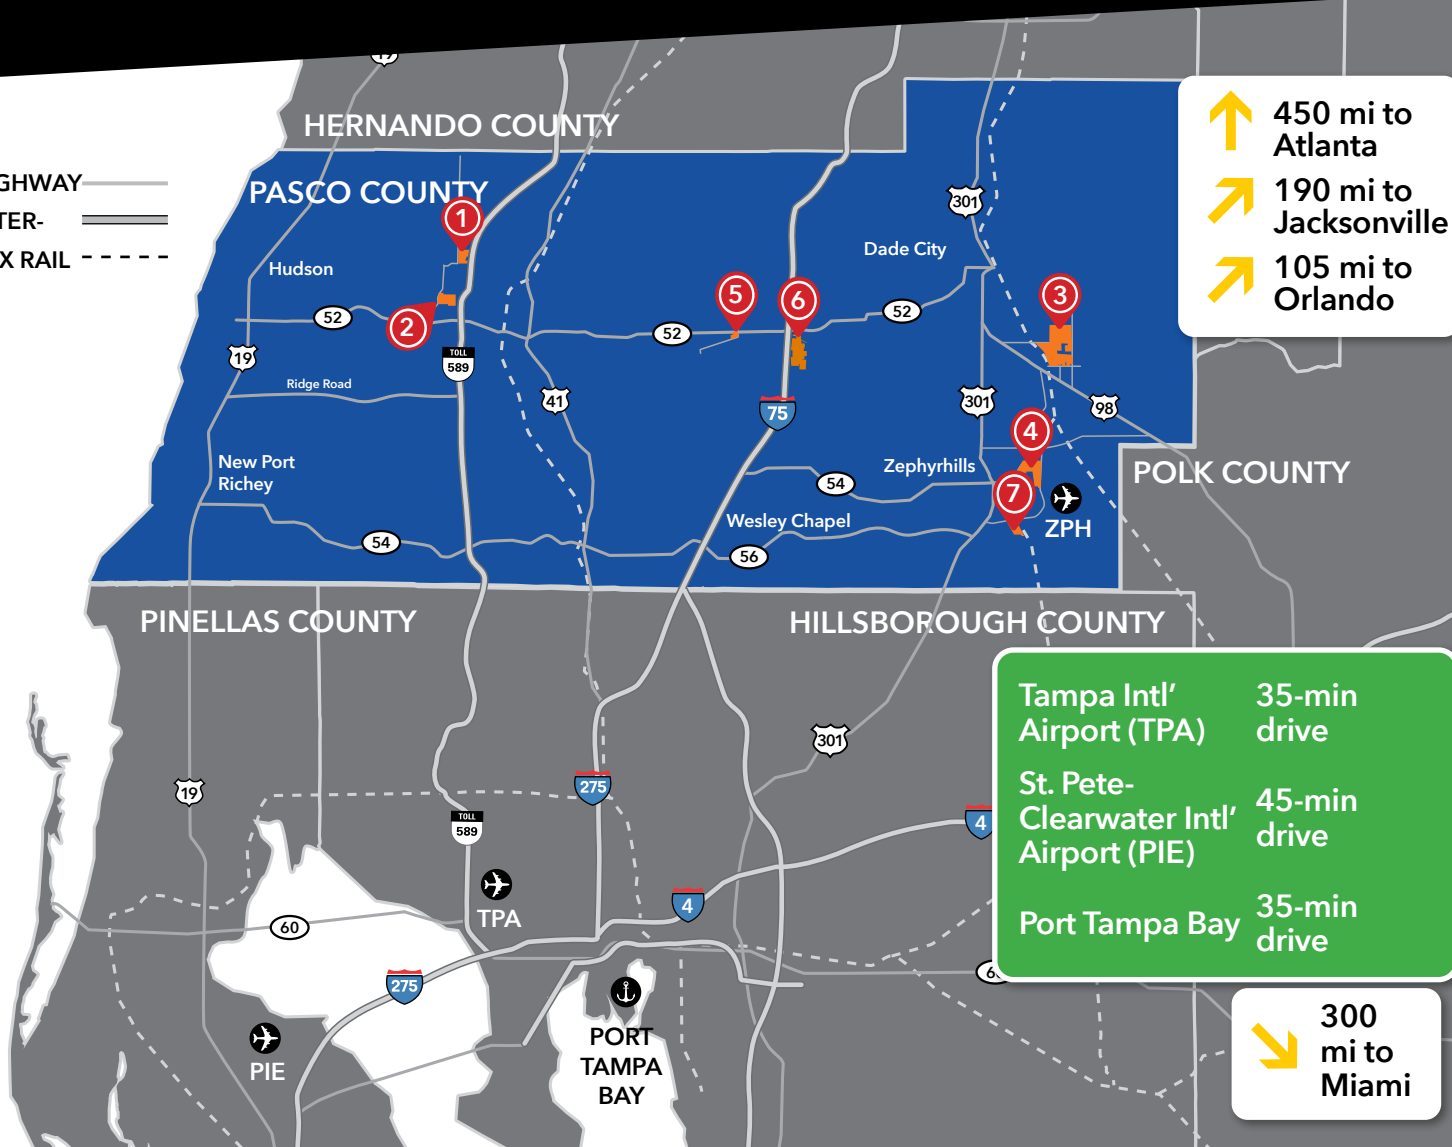 19
HERNANDO COUNTY
GHWAY
TER-
X RAIL
PASCO COUNTY
1
301
Dade City
Hudson
5
6
3
52
2
52
52
TOLL
589
19
Ridge Road
41
75
301
98
4
New Port
Richey
Zephyrhills
54
7
ZPH
Wesley Chapel
54
56
POLK COUNTY
PINELLAS COUNTY
HILLSBOROUGH COUNTY
450 mi to
Atlanta
190 mi to
Jacksonville
105 mi to
Orlando
301
19
275
TOLL
589
4
4
TPA
60
275
PIE
PORT
TAMPA
BAY
Tampa Intl’
Airport (TPA)
35-min
drive
St. Pete-
Clearwater Intl’
Airport (PIE)
45-min
drive
Port Tampa Bay
35-min
drive
300
mi to
Miami